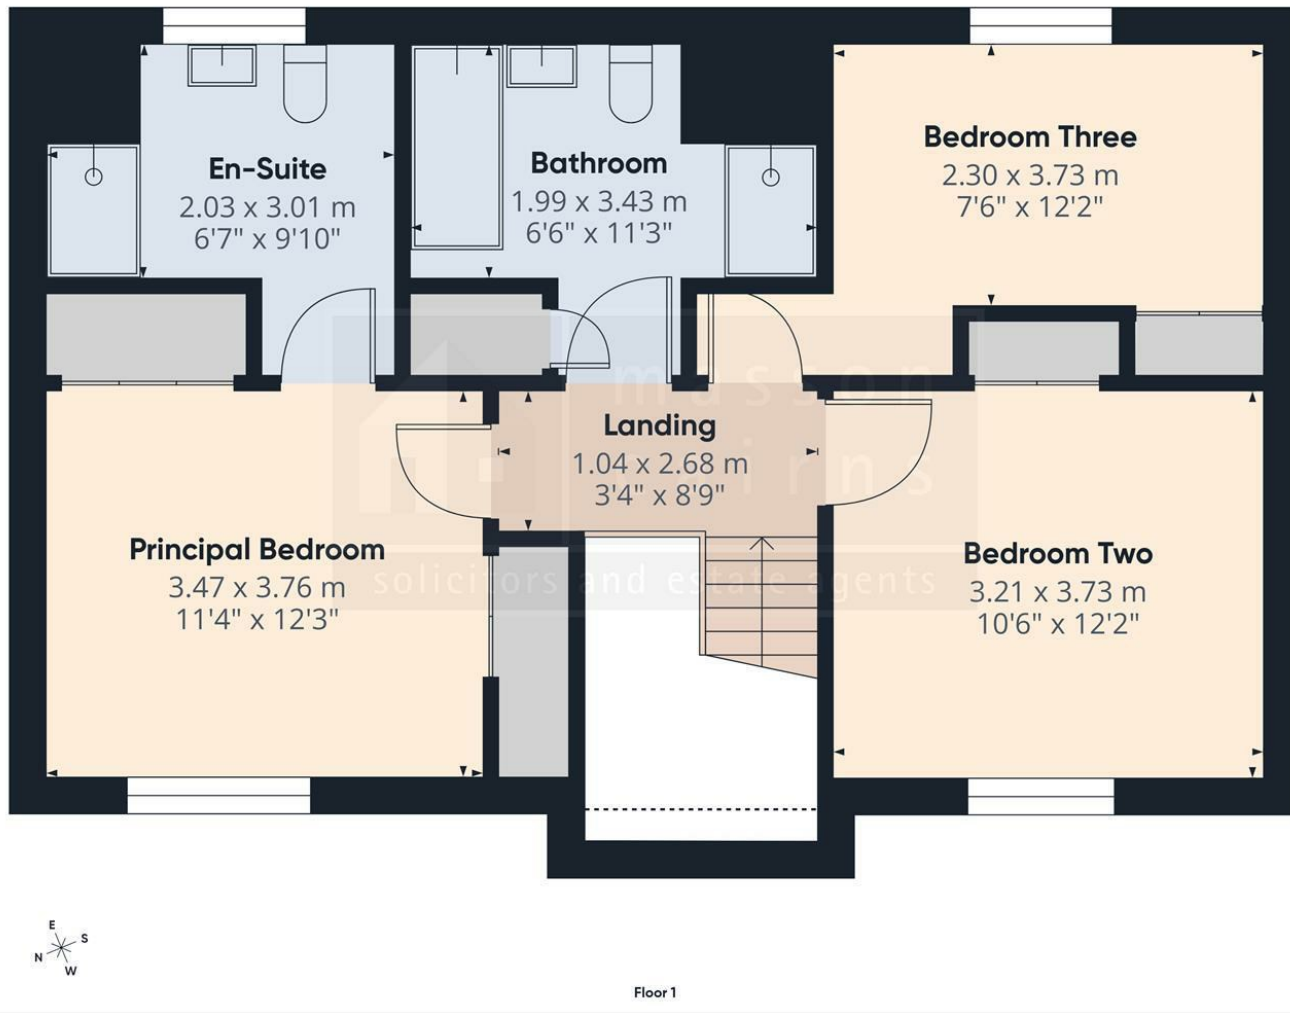 En-Suite
2.03 x 3.01 m
6'7" x 9'10"
Bathroom
1.99 x 3.43 m
6'6" x 11'3"
Bedroom Three
2.30 x 3.73 m
7'6" x 12'2"
masson
cairns
solicitors and estate agents
Landing
1.04 x 2.68 m
3'4" x 8'9"
Principal Bedroom
3.47 x 3.76 m
11'4" x 12'3"
Bedroom Two
3.21 x 3.73 m
10'6" x 12'2"
E
S
N
W
Floor 1